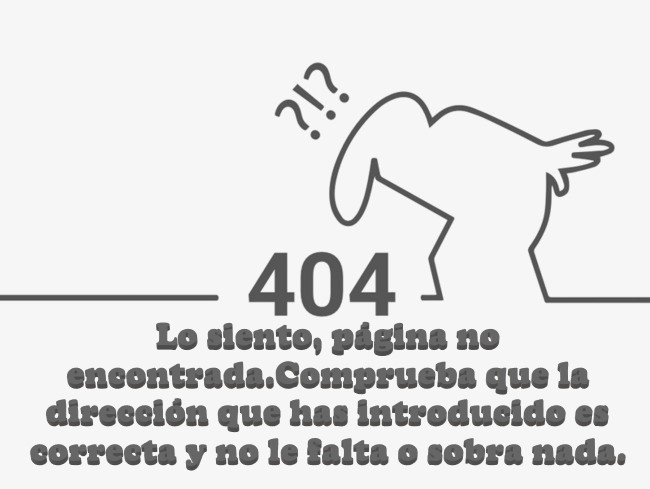 ?!?
404
Lo siento, página no
encontrada.Comprueba que la
dirección que has introducido es
correcta y no le falta o sobra nada.